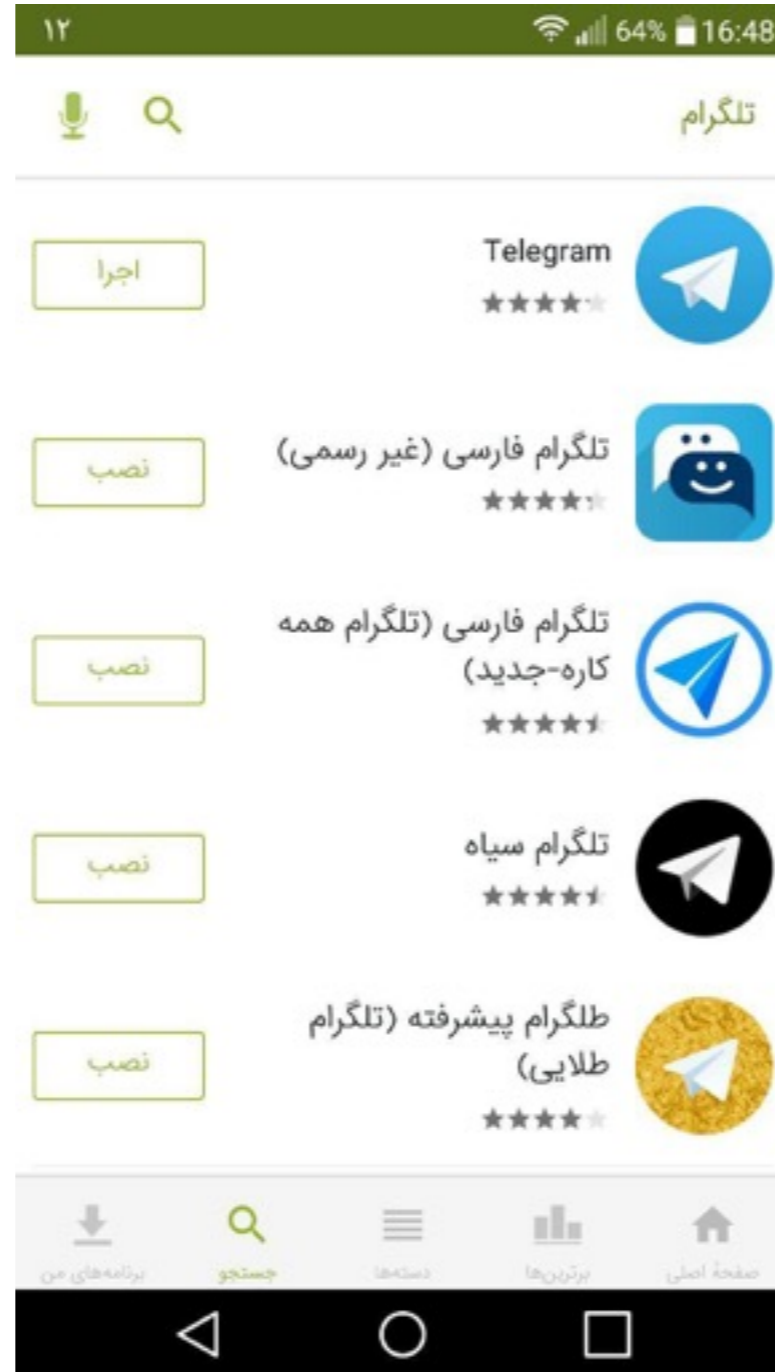 ۱۲
64% 16:48
تلگرام
Telegram
اجرا
تلگرام فارسی (غیر رسمی)
نصب
تلگرام فارسی (تلگرام همه
کاره-جدید)
نصب
تلگرام سیاه
نصب
طلگرام پیشرفته (تلگرام
طلایی)
نصب
صفحهٔ اصلی
برترین‌ها
دسته‌ها
جستجو
برنامه‌های من